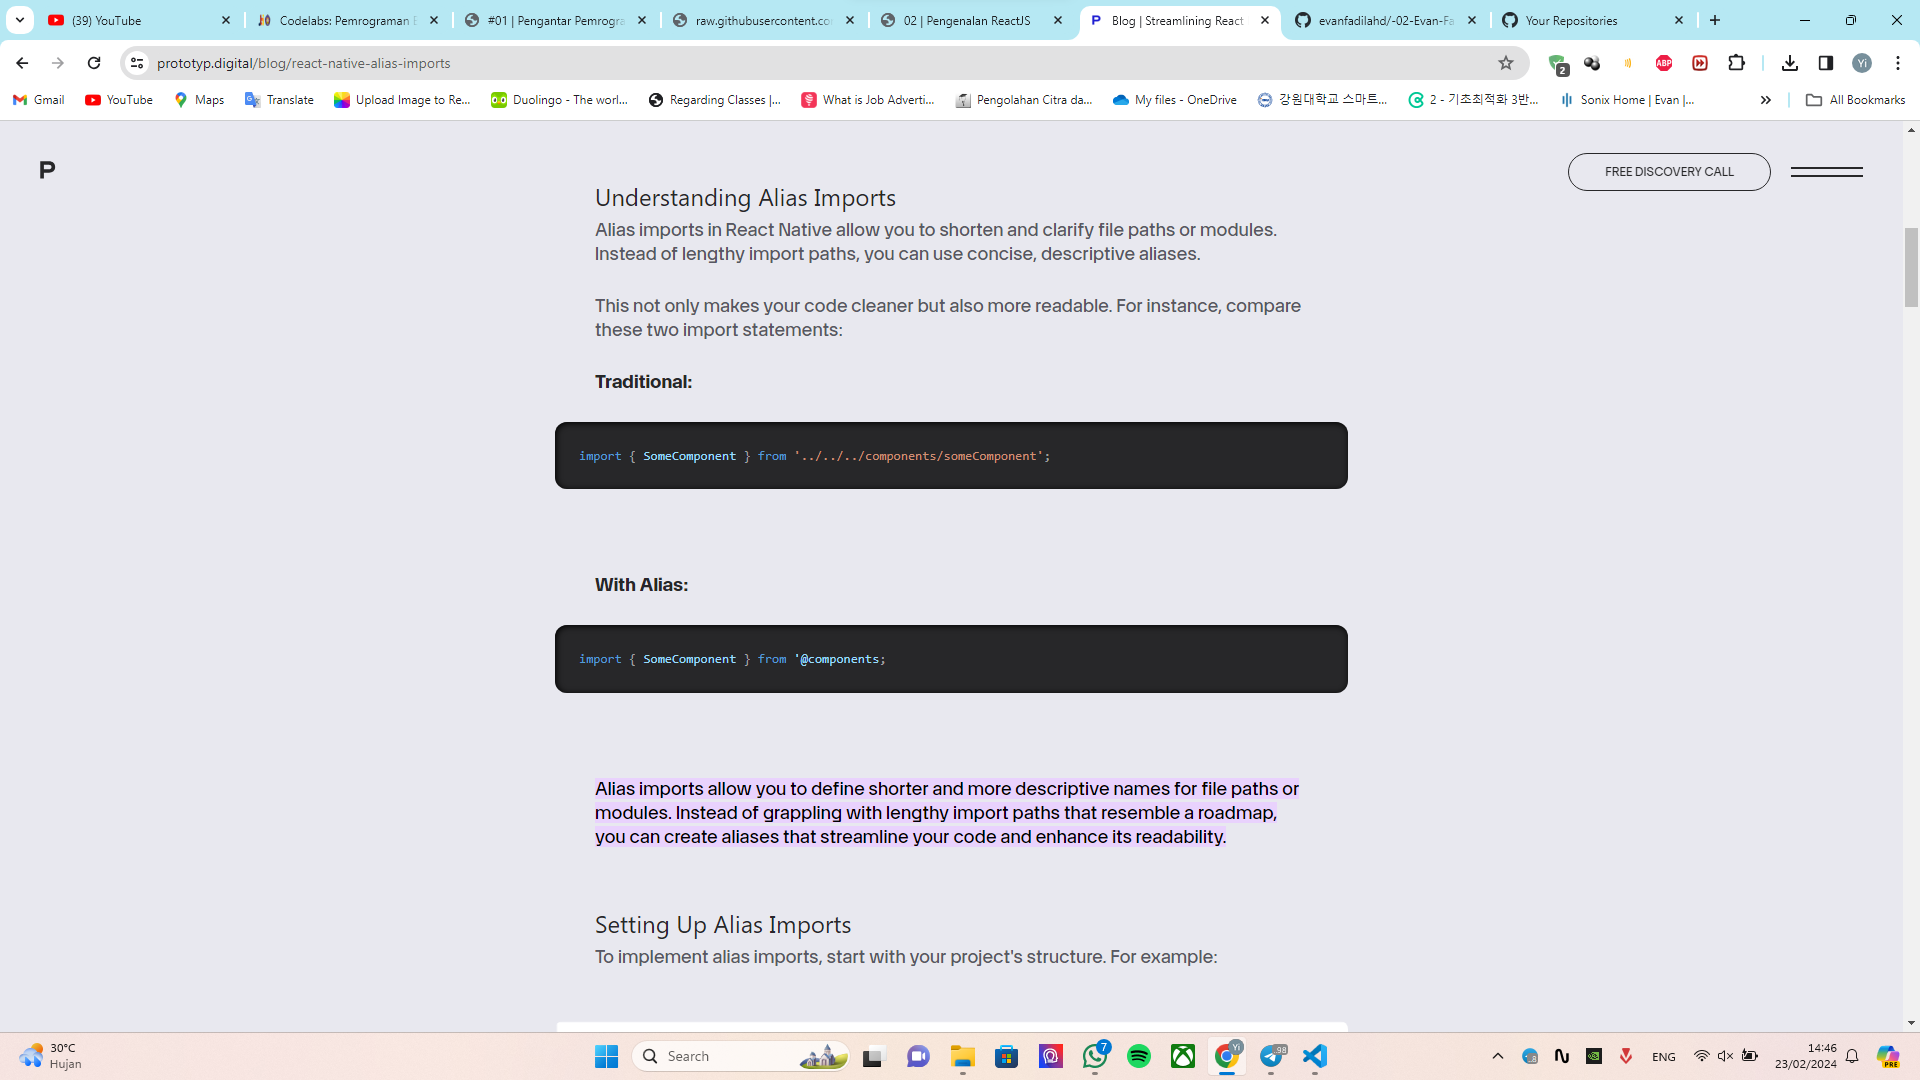 (39) YouTube
Codelabs: Pemrograman B
#01 | Pengantar Pemrogra
raw.githubusercontent.co
02 | Pengenalan ReactJS
Blog | Streamlining React
evanfadilahd/-02-Evan-Fa
Your Repositories
prototyp.digital/blog/react-native-alias-imports
2
ABP
Yi
Gmail
YouTube
Maps
Translate
Upload Image to Re...
Duolingo - The worl...
Regarding Classes |...
What is Job Adverti...
Pengolahan Citra da...
My files - OneDrive
강원대학교 스마트...
2 - 기초최적화 3반...
Sonix Home | Evan |...
All Bookmarks
P
FREE DISCOVERY CALL
Understanding Alias Imports
Alias imports in React Native allow you to shorten and clarify file paths or modules.
Instead of lengthy import paths, you can use concise, descriptive aliases.
This not only makes your code cleaner but also more readable. For instance, compare
these two import statements:
Traditional:
import { SomeComponent } from '../../../components/someComponent';
With Alias:
import { SomeComponent } from '@components;
Alias imports allow you to define shorter and more descriptive names for file paths or
modules. Instead of grappling with lengthy import paths that resemble a roadmap,
you can create aliases that streamline your code and enhance its readability.
Setting Up Alias Imports
To implement alias imports, start with your project's structure. For example:
30°C
Hujan
Search
7
Yi
98
ENG
14:46
23/02/2024
PRE